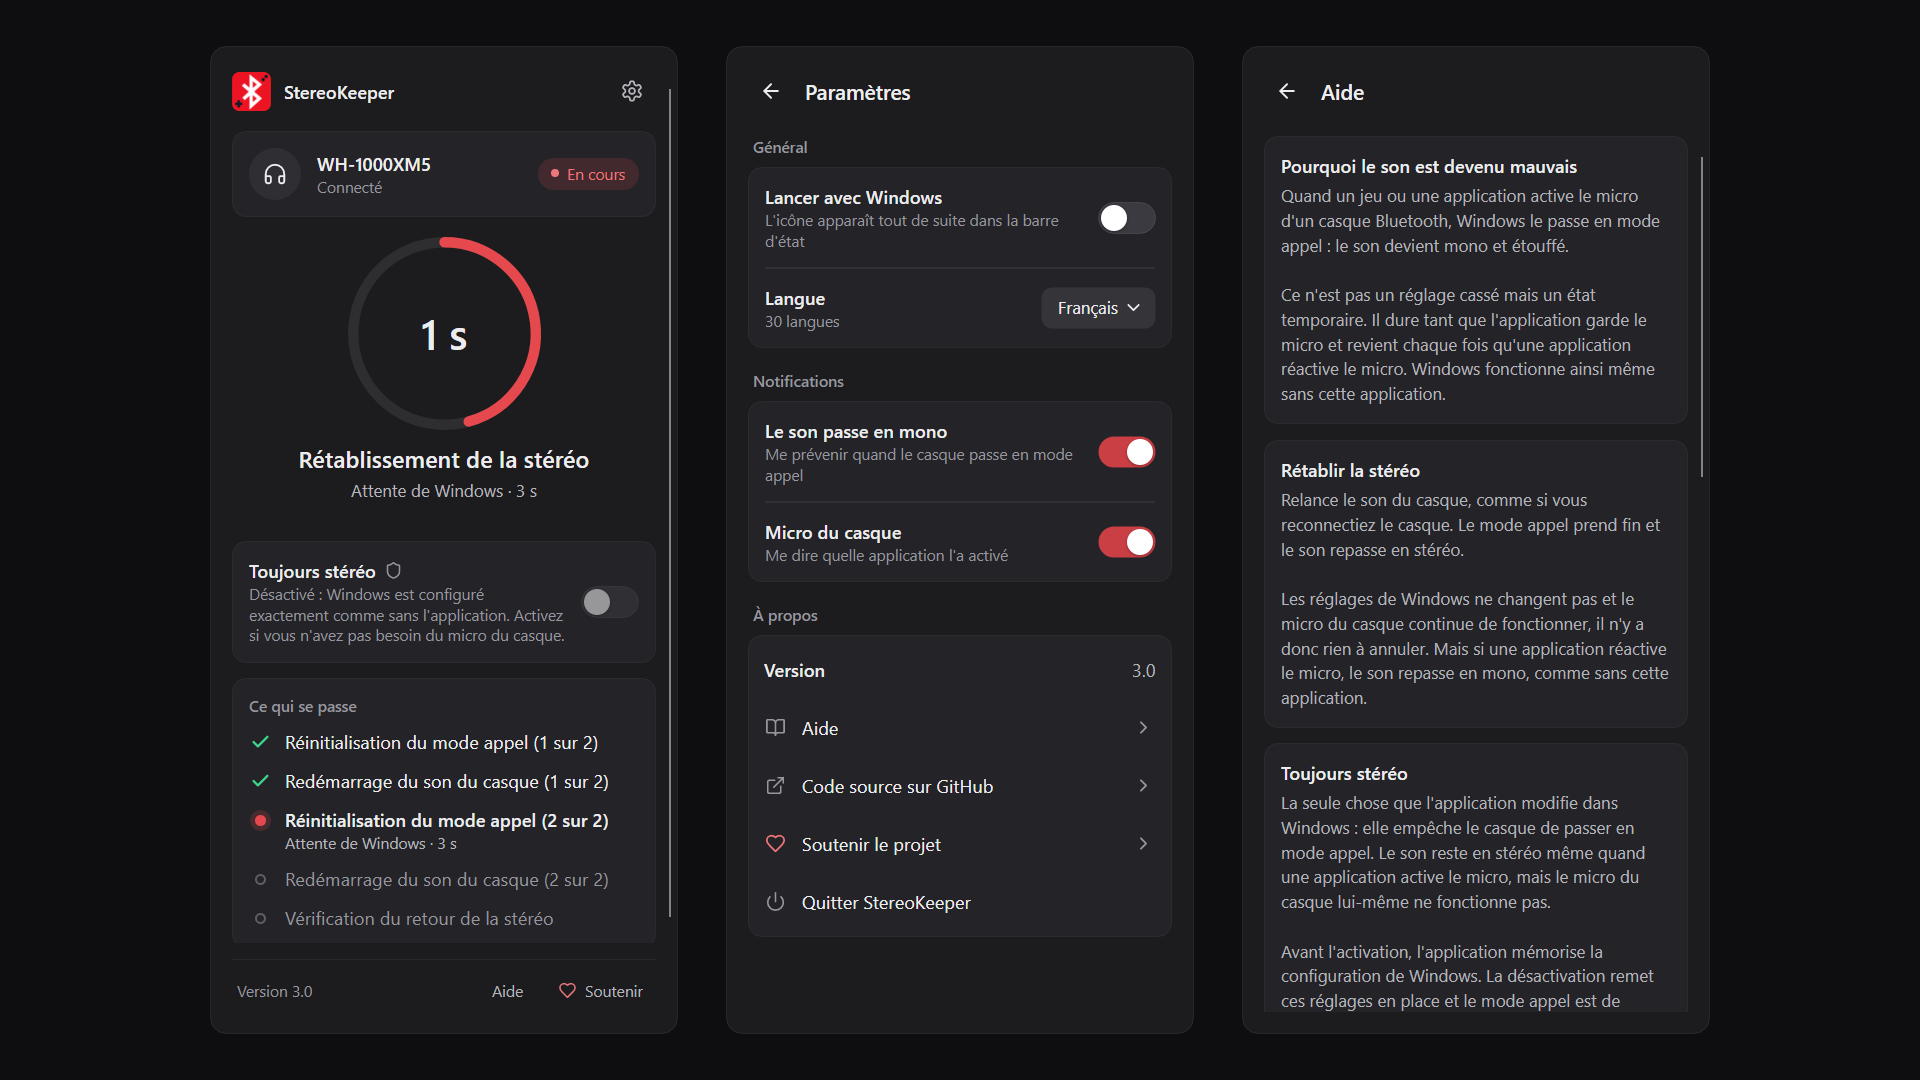 StereoKeeper
WH-1000XM5
Connecté
En cours
1 s
Rétablissement de la stéréo
Attente de Windows · 3 s
Toujours stéréo
Désactivé : Windows est configuré
exactement comme sans l'application. Activez
si vous n'avez pas besoin du micro du casque.
Ce qui se passe
Réinitialisation du mode appel (1 sur 2)
Redémarrage du son du casque (1 sur 2)
Réinitialisation du mode appel (2 sur 2)
Attente de Windows · 3 s
Redémarrage du son du casque (2 sur 2)
Vérification du retour de la stéréo
Version 3.0
Aide
Soutenir
Paramètres
Général
Lancer avec Windows
L'icône apparaît tout de suite dans la barre
d'état
Langue
30 langues
Français
Notifications
Le son passe en mono
Me prévenir quand le casque passe en mode
appel
Micro du casque
Me dire quelle application l'a activé
À propos
Version
3.0
Aide
Code source sur GitHub
Soutenir le projet
Quitter StereoKeeper
Aide
Pourquoi le son est devenu mauvais
Quand un jeu ou une application active le micro
d'un casque Bluetooth, Windows le passe en mode
appel : le son devient mono et étouffé.
Ce n'est pas un réglage cassé mais un état
temporaire. Il dure tant que l'application garde le
micro et revient chaque fois qu'une application
réactive le micro. Windows fonctionne ainsi même
sans cette application.
Rétablir la stéréo
Relance le son du casque, comme si vous
reconnectiez le casque. Le mode appel prend fin et
le son repasse en stéréo.
Les réglages de Windows ne changent pas et le
micro du casque continue de fonctionner, il n'y a
donc rien à annuler. Mais si une application réactive
le micro, le son repasse en mono, comme sans cette
application.
Toujours stéréo
La seule chose que l'application modifie dans
Windows : elle empêche le casque de passer en
mode appel. Le son reste en stéréo même quand
une application active le micro, mais le micro du
casque lui-même ne fonctionne pas.
Avant l'activation, l'application mémorise la
configuration de Windows. La désactivation remet
ces réglages en place et le mode appel est de